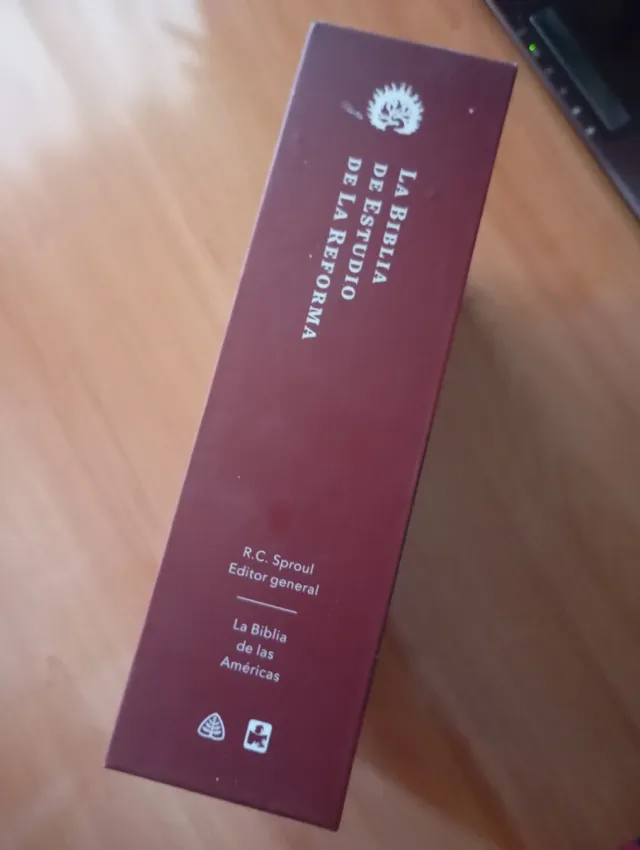 La Biblia
de Estudio
de La Reforma
R.C. Sproul
Editor general
La Biblia
de las
Américas